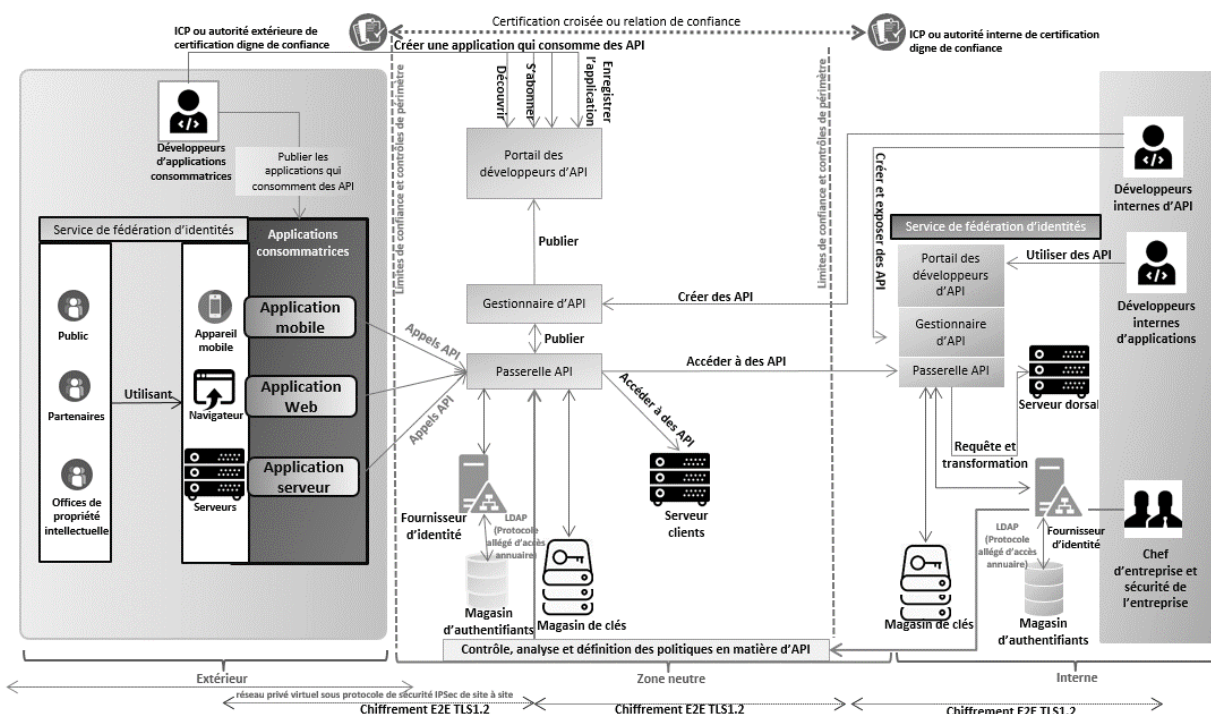 Certification croisée ou relation de confiance
ICP ou autorité extérieure de
certification digne de confiance
ICP ou autorité interne de certification
digne de confiance
Créer une application qui consomme des API
Découvrir
S'abonner
Enregistrer
l'application
Limites de confiance et contrôles de périmètre
Limites de confiance et contrôles de périmètre
Développeurs
d'applications
consommatrices
Publier les
applications qui
consomment des API
Portail des
développeurs d'API
Publier
Gestionnaire d'API
Publier
Passerelle API
Créer des API
Accéder à des API
Accéder à des API
Créer et exposer des API
Développeurs
internes d'API
Service de fédération d'identités
Applications
consommatrices
Public
Partenaires
Offices de
propriété
intellectuelle
Utilisant
Appareil
mobile
Navigateur
Serveurs
Application
mobile
Application
Web
Application
serveur
Appels API
Appels API
Service de fédération d'identités
Portail des
développeurs
d'API
Gestionnaire
d'API
Passerelle API
Utiliser des API
Développeurs
internes
d'applications
Serveur dorsal
Requête et
transformation
Fournisseur
d'identité
LDAP
(Protocole
allégé d'accès
annuaire)
Magasin
d'authentifiants
Magasin de clés
Serveur
clients
LDAP
(Protocole
allégé d'accès
annuaire)
Fournisseur
d'identité
Magasin de clés
Magasin
d'authentifiants
Chef
d'entreprise et
sécurité de
l'entreprise
Contrôle, analyse et définition des politiques en matière d'API
Extérieur
Zone neutre
Interne
réseau privé virtuel sous protocole de sécurité IPSec de site à site
Chiffrement E2E TLS1.2
Chiffrement E2E TLS1.2
Chiffrement E2E TLS1.2